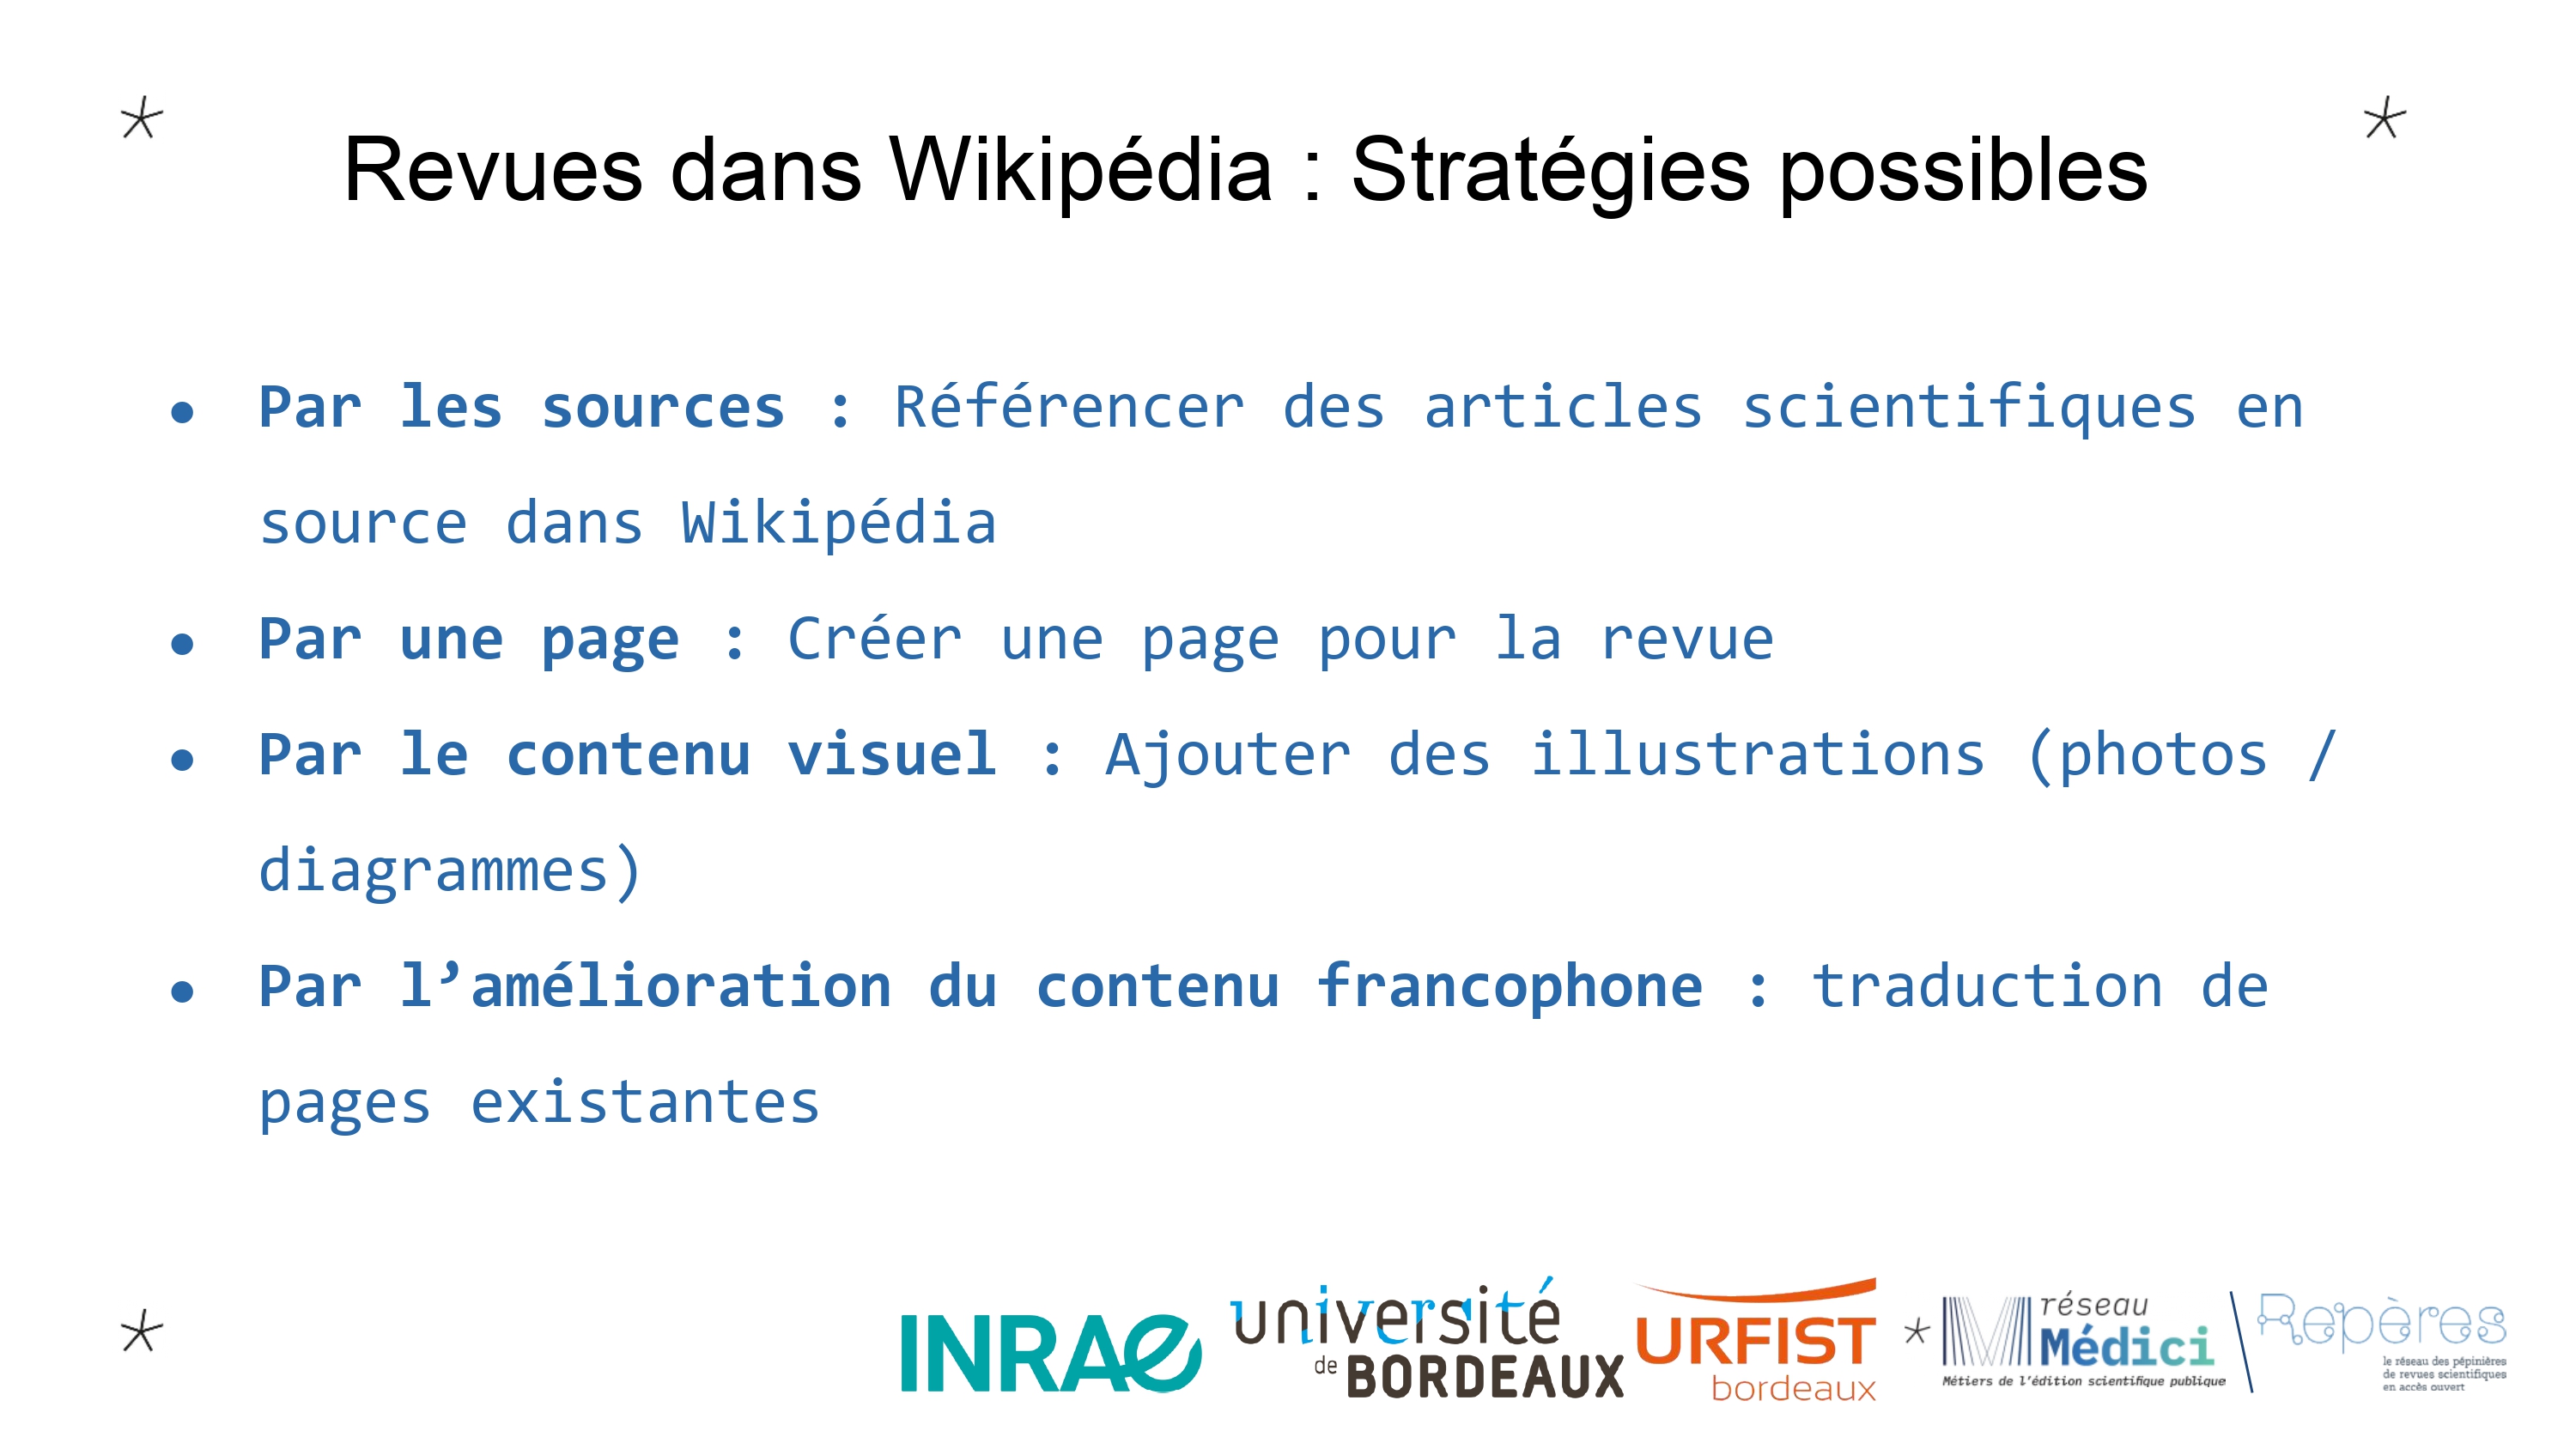 Revues dans Wikipédia : Stratégies possibles
● Par les sources : Référencer des articles scientifiques en
source dans Wikipédia
● Par une page : Créer une page pour la revue
● Par le contenu visuel : Ajouter des illustrations (photos /
diagrammes)
● Par l’amélioration du contenu francophone : traduction de
pages existantes
INRAE
université
de BORDEAUX
URFIST
bordeaux
réseau
Médici
Métiers de l'édition scientifique publique
Repères
le réseau des pépinières
de revues scientifiques
en accès ouvert